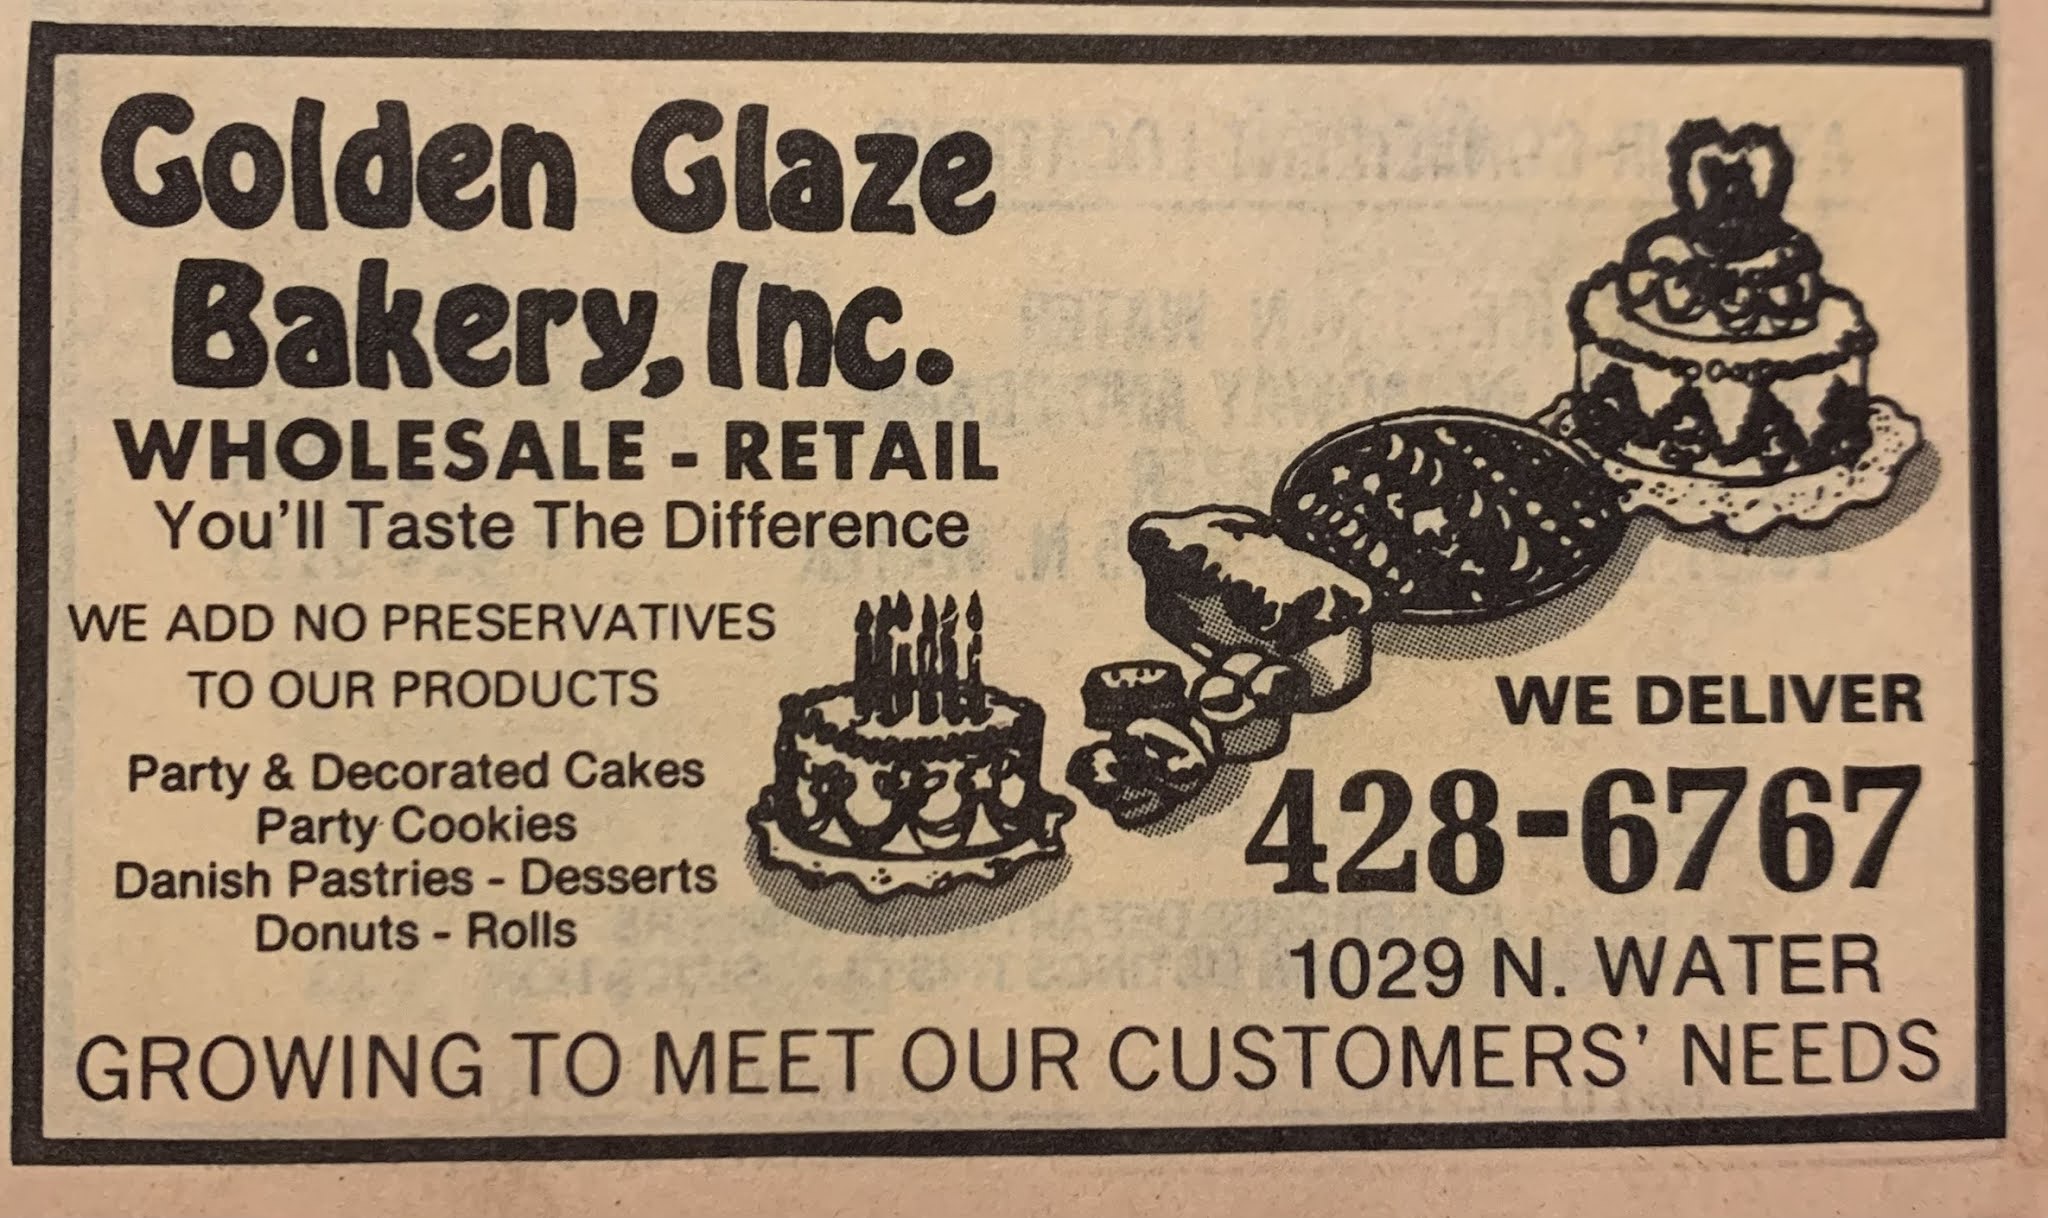 Golden Glaze
Bakery, Inc.
WHOLESALE - RETAIL
You'll Taste The Difference
WE ADD NO PRESERVATIVES
TO OUR PRODUCTS
Party & Decorated Cakes
Party Cookies
Danish Pastries - Desserts
Donuts - Rolls
WE DELIVER
428-6767
1029 N. WATER
GROWING TO MEET OUR CUSTOMERS' NEEDS